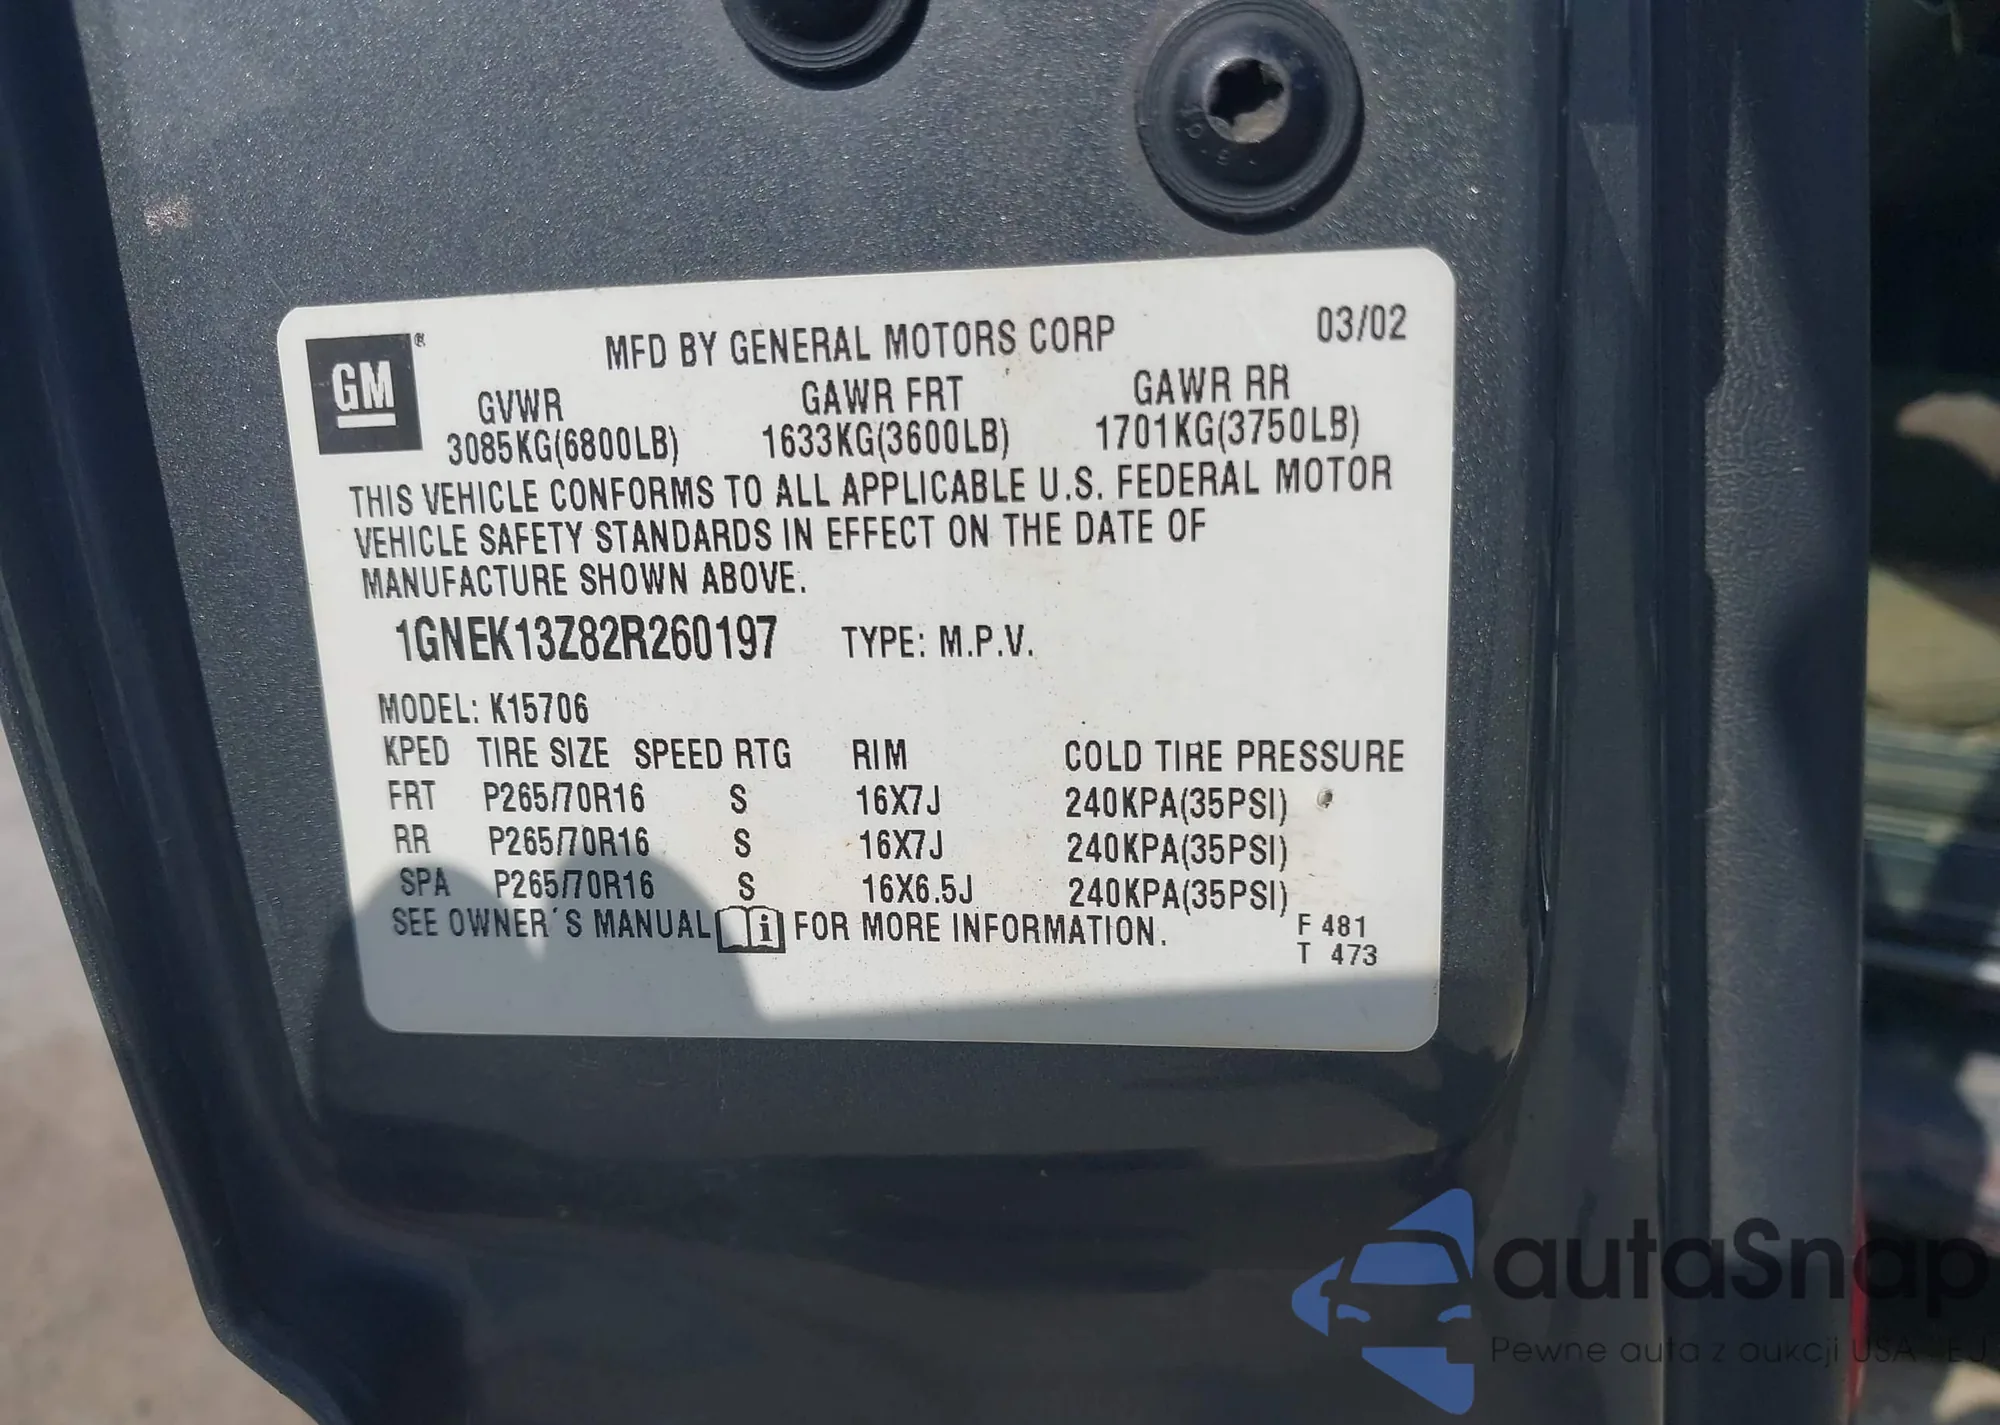 MFD BY GENERAL MOTORS CORP 03/02
GM ®
GVWR GAWR FRT GAWR RR
3085KG(6800LB) 1633KG(3600LB) 1701KG(3750LB)
THIS VEHICLE CONFORMS TO ALL APPLICABLE U.S. FEDERAL MOTOR
VEHICLE SAFETY STANDARDS IN EFFECT ON THE DATE OF
MANUFACTURE SHOWN ABOVE.
1GNEK13Z82R260197 TYPE: M.P.V.
MODEL: K15706
KPED TIRE SIZE SPEED RTG RIM COLD TIRE PRESSURE
FRT P265/70R16 S 16X7J 240KPA(35PSI)
RR P265/70R16 S 16X7J 240KPA(35PSI)
SPA P265/70R16 S 16X6.5J 240KPA(35PSI)
SEE OWNER´S MANUAL i FOR MORE INFORMATION.
F 481
T 473
autaSnap
Pewne auta z aukcji USA